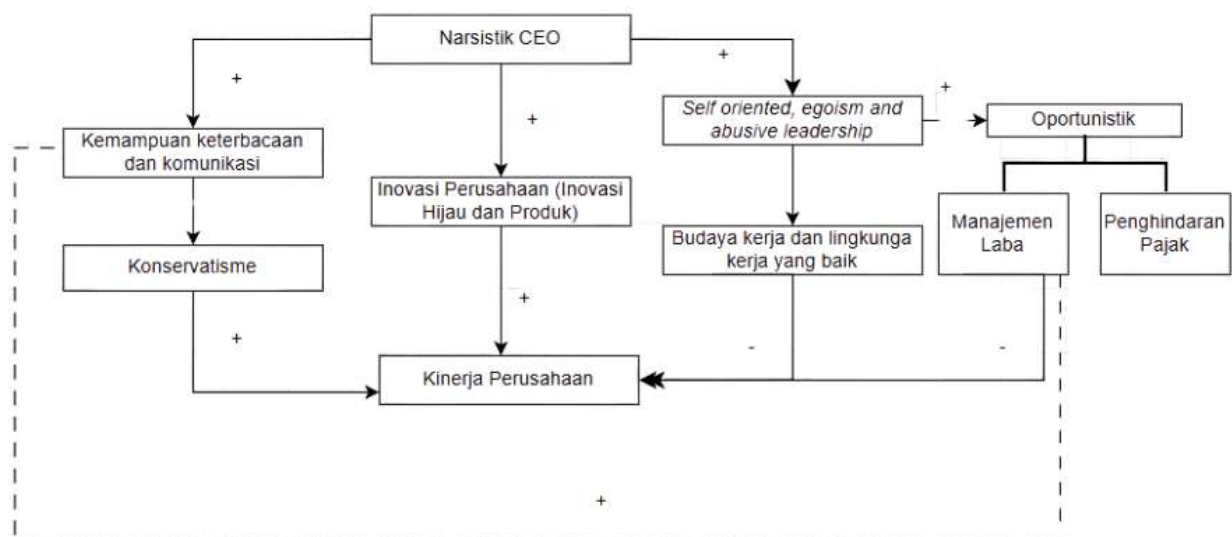 Narsistik CEO
+
+
+
+
Self oriented, egoism and
abusive leadership
Oportunistik
Kemampuan keterbacaan
dan komunikasi
Inovasi Perusahaan (Inovasi
Hijau dan Produk)
Manajemen
Laba
Penghindaran
Pajak
Budaya kerja dan lingkunga
kerja yang baik
Konservatisme
+
+
-
-
Kinerja Perusahaan
+